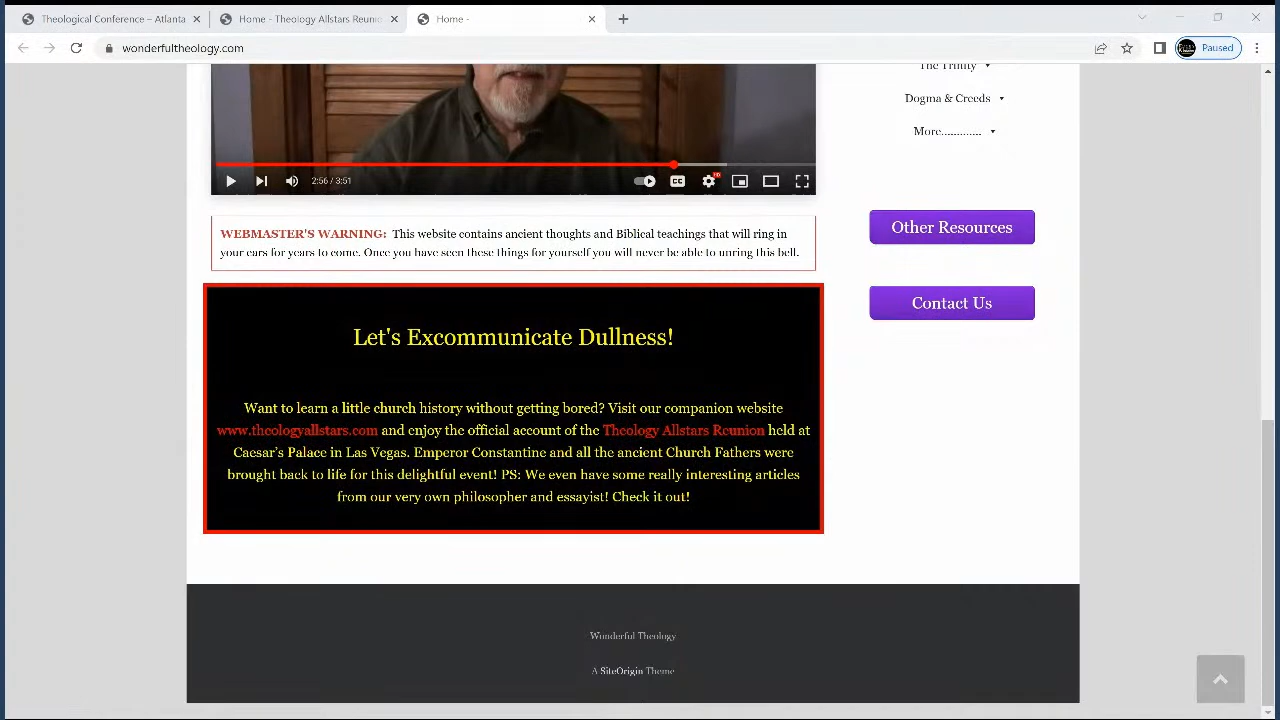 Theological Conference – Atlanta
Home - Theology Allstars Reunio
Home -
wonderfultheology.com
Paused
The Trinity
Dogma & Creeds
More.............
2:56 / 3:51
CC
HD
WEBMASTER'S WARNING: This website contains ancient thoughts and Biblical teachings that will ring in
your ears for years to come. Once you have seen these things for yourself you will never be able to unring this bell.
Other Resources
Contact Us
Let's Excommunicate Dullness!
Want to learn a little church history without getting bored? Visit our companion website
www.theologyallstars.com and enjoy the official account of the Theology Allstars Reunion held at
Caesar's Palace in Las Vegas. Emperor Constantine and all the ancient Church Fathers were
brought back to life for this delightful event! PS: We even have some really interesting articles
from our very own philosopher and essayist! Check it out!
Wonderful Theology
A SiteOrigin Theme